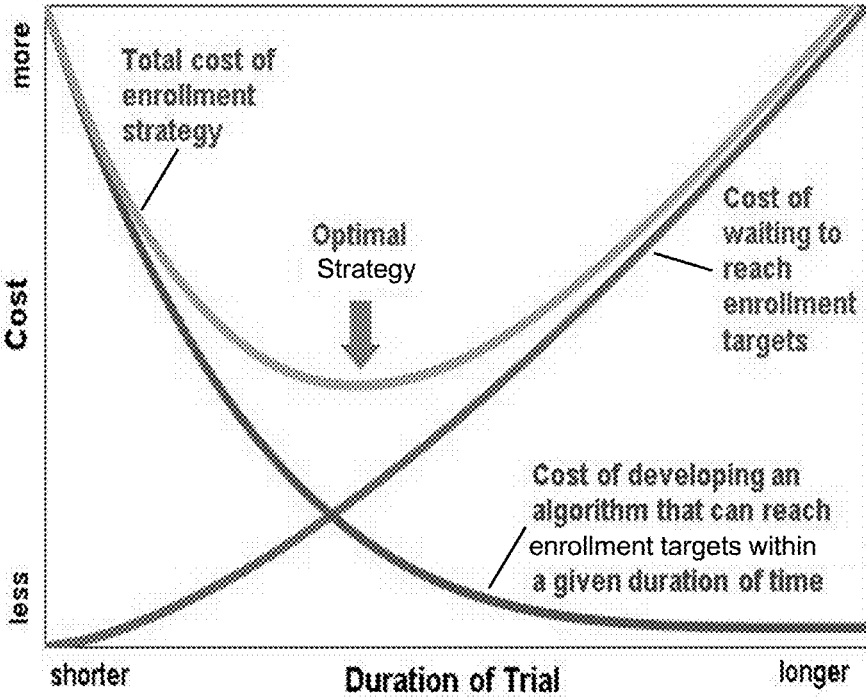 more
Total cost of
enrollment
strategy
Optimal
Strategy
Cost of
waiting to
reach
enrollment
targets
Cost
Cost of developing an
algorithm that can reach
enrollment targets within
a given duration of time
less
shorter
Duration of Trial
longer